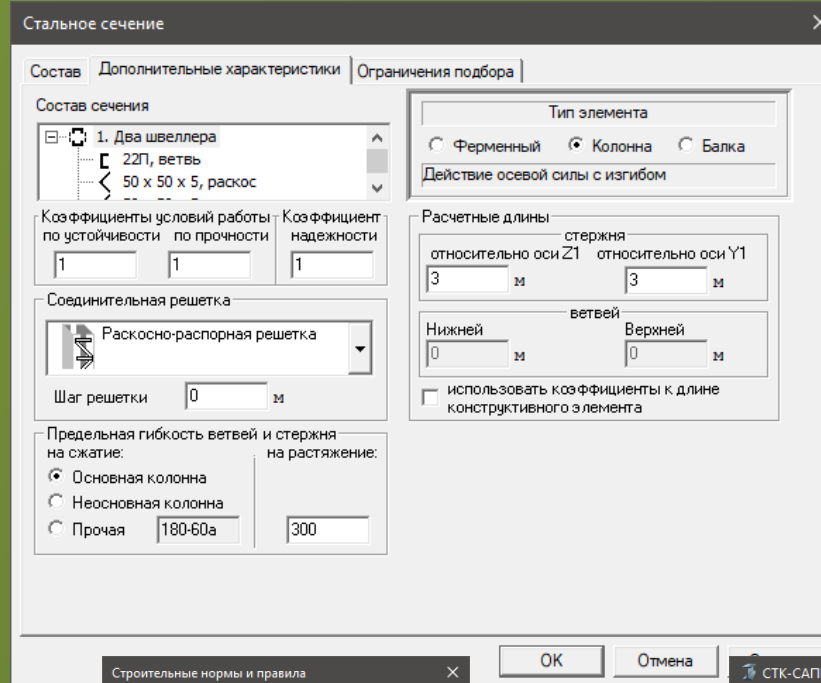 Стальное сечение
Состав Дополнительные характеристики Ограничения подбора
Состав сечения
1. Два швеллера
22П, ветвь
50 x 50 x 5, раскос
Тип элемента
Ферменный Колонна Балка
Действие осевой силы с изгибом
Коэффициенты условий работы
по устойчивости по прочности
1 1
Коэффициент
надежности
1
Расчетные длины
стержня
относительно оси Z1 относительно оси Y1
3 м 3 м
ветвей
Нижней Верхней
0 м 0 м
использовать коэффициенты к длине
конструктивного элемента
Соединительная решетка
Раскосно-распорная решетка
Шаг решетки 0 м
Предельная гибкость ветвей и стержня
на сжатие: на растяжение:
Основная колонна
Неосновная колонна
Прочая 180-60a 300
OK Отмена
Строительные нормы и правила
СТК-САП